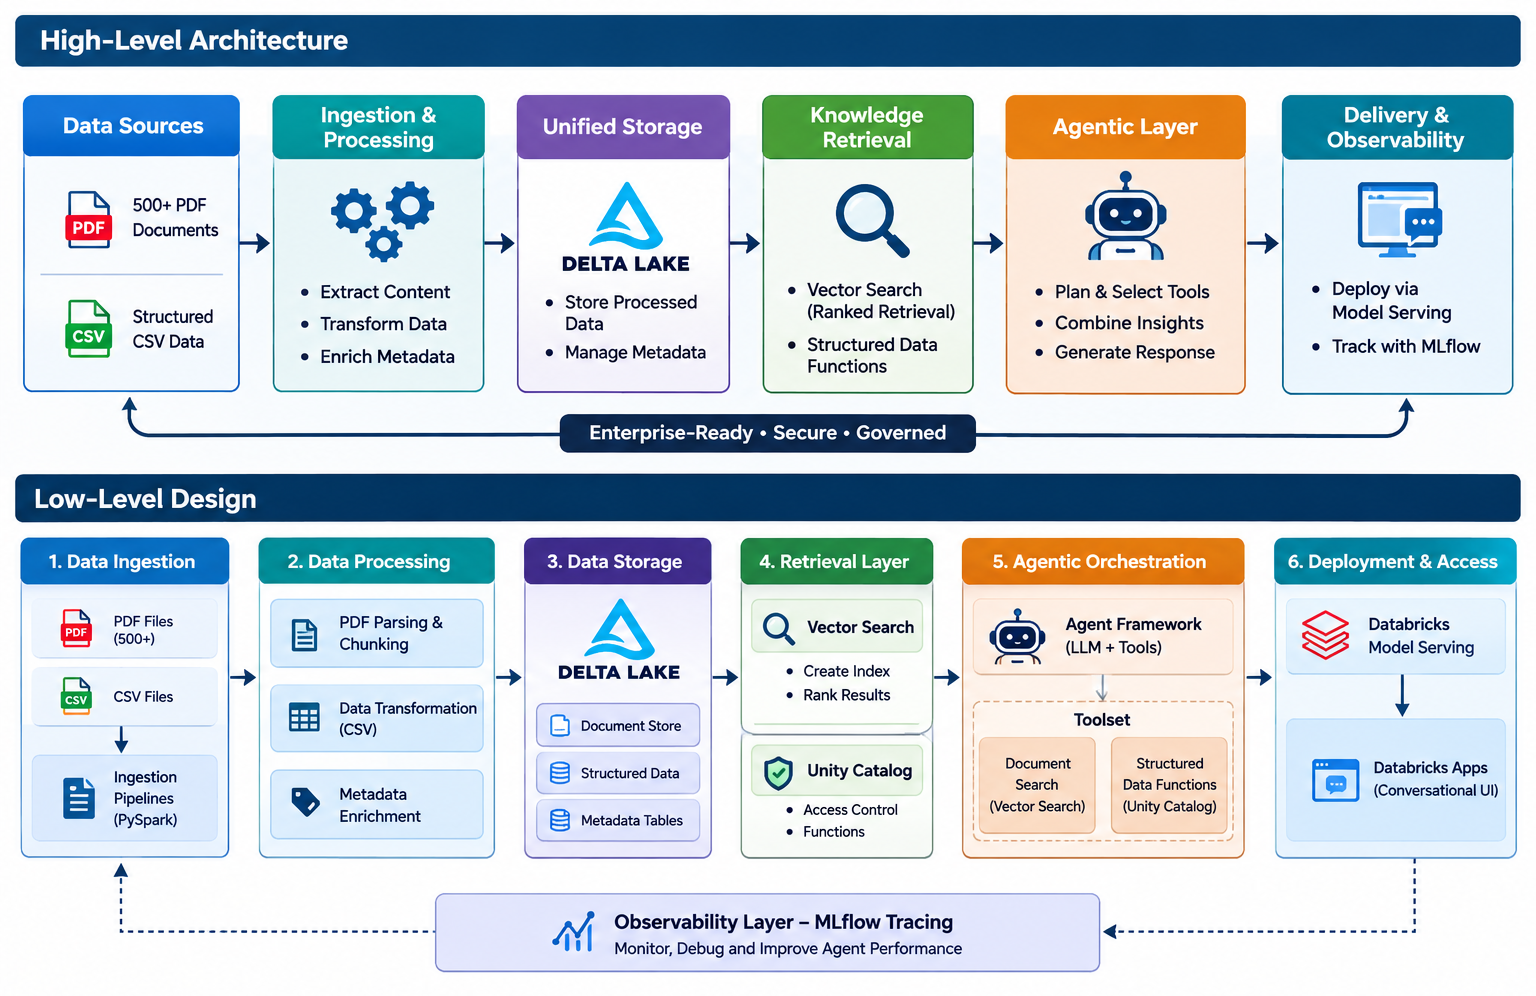 High-Level Architecture
Data Sources
PDF
500+ PDF
Documents
CSV
Structured
CSV Data
Ingestion &
Processing
• Extract Content
• Transform Data
• Enrich Metadata
Unified Storage
DELTA LAKE
• Store Processed
Data
• Manage Metadata
Knowledge
Retrieval
• Vector Search
(Ranked Retrieval)
• Structured Data
Functions
Agentic Layer
• Plan & Select Tools
• Combine Insights
• Generate Response
Delivery &
Observability
• Deploy via
Model Serving
• Track with MLflow
Enterprise-Ready • Secure • Governed
Low-Level Design
1. Data Ingestion
PDF
PDF Files
(500+)
CSV
CSV Files
Ingestion
Pipelines
(PySpark)
2. Data Processing
PDF Parsing &
Chunking
Data Transformation
(CSV)
Metadata
Enrichment
3. Data Storage
DELTA LAKE
Document Store
Structured Data
Metadata Tables
4. Retrieval Layer
Vector Search
• Create Index
• Rank Results
Unity Catalog
• Access Control
• Functions
5. Agentic Orchestration
Agent Framework
(LLM + Tools)
Toolset
Document
Search
(Vector Search)
Structured
Data Functions
(Unity Catalog)
6. Deployment & Access
Databricks
Model Serving
Databricks Apps
(Conversational UI)
Observability Layer – MLflow Tracing
Monitor, Debug and Improve Agent Performance